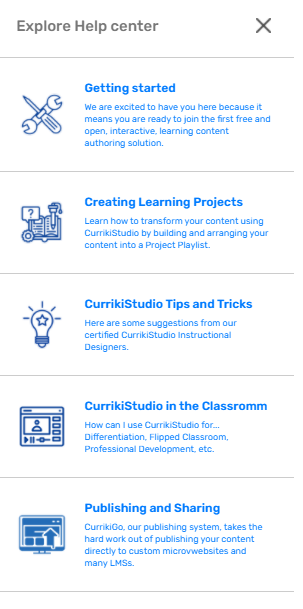 Explore Help center
Getting started
We are excited to have you here because it
means you are ready to join the first free and
open, interactive, learning content
authoring solution.
?
Creating Learning Projects
Learn how to transform your content using
CurrikiStudio by building and arranging your
content into a Project Playlist.
CurrikiStudio Tips and Tricks
Here are some suggestions from our
certified CurrikiStudio Instructional
Designers.
CurrikiStudio in the Classromm
How can I use CurrikiStudio for...
Differentiation, Flipped Classroom,
Professional Development, etc.
Publishing and Sharing
CurrikiGo, our publishing system, takes the
hard work out of publishing your content
directly to custom microvwebsites and
many LMSs.